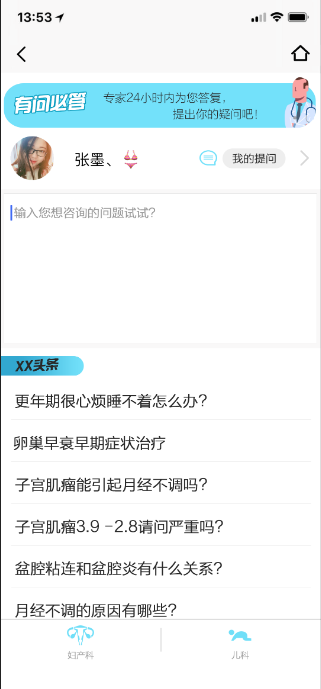 13:53
有问必答
专家24小时内为您答复，
提出你的疑问吧！
张墨、👙
我的提问
输入您想咨询的问题试试?
XX头条
更年期很心烦睡不着怎么办?
卵巢早衰早期症状治疗
子宫肌瘤能引起月经不调吗?
子宫肌瘤3.9 -2.8请问严重吗?
盆腔粘连和盆腔炎有什么关系?
月经不调的原因有哪些?
妇产科
儿科